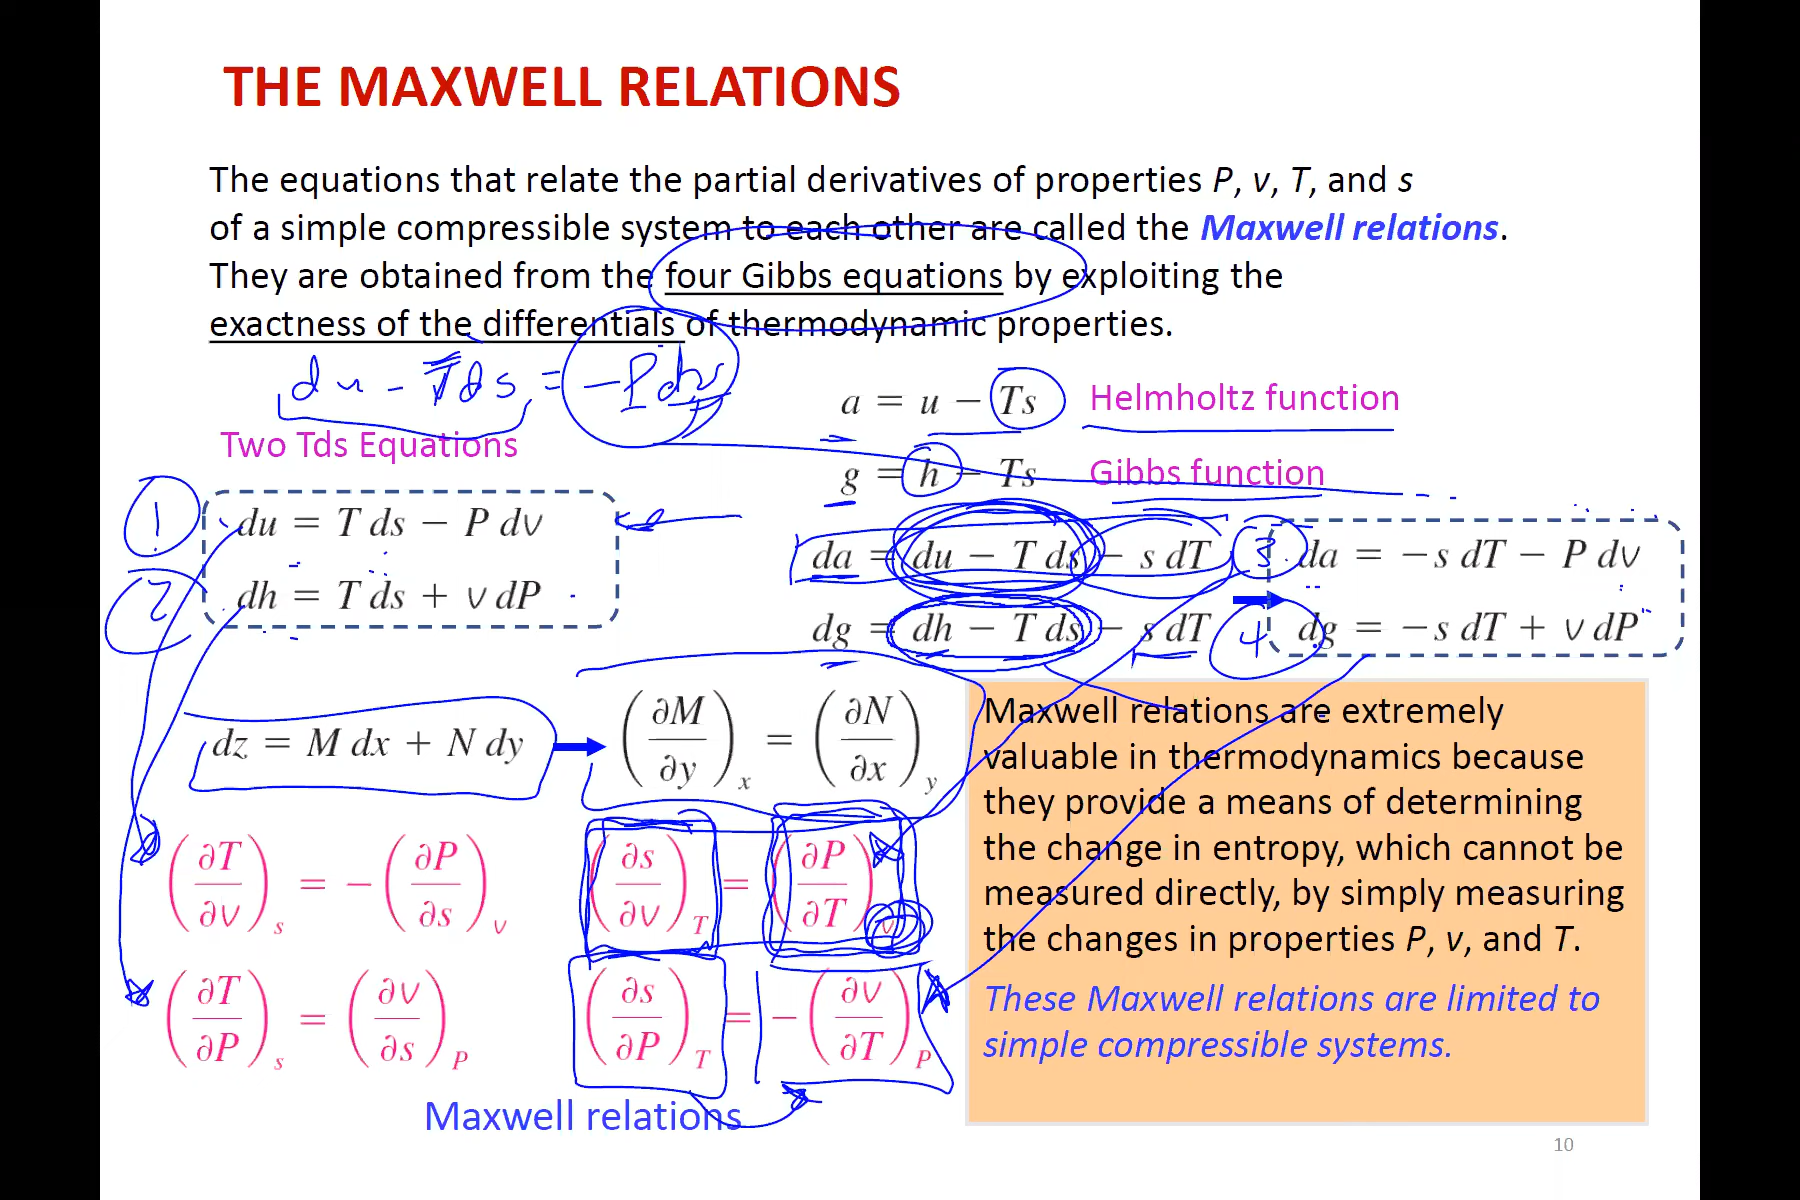 THE MAXWELL RELATIONS
The equations that relate the partial derivatives of properties P, v, T, and s
of a simple compressible system to each other are called the Maxwell relations.
They are obtained from the four Gibbs equations by exploiting the
exactness of the differentials of thermodynamic properties.
du - Tds = -Pdv
a = u − Ts Helmholtz function
Two Tds Equations
g = h − Ts Gibbs function
1 du = T ds − P dv
2 dh = T ds + v dP
da = du − T ds − s dT 3 da = −s dT − P dv
dg = dh − T ds − s dT 4 dg = −s dT + v dP
dz = M dx + N dy (∂M/∂y)x = (∂N/∂x)y
(∂T/∂v)s = −(∂P/∂s)v (∂s/∂v)T = (∂P/∂T)v
(∂T/∂P)s = (∂v/∂s)P (∂s/∂P)T = −(∂v/∂T)P
Maxwell relations
Maxwell relations are extremely
valuable in thermodynamics because
they provide a means of determining
the change in entropy, which cannot be
measured directly, by simply measuring
the changes in properties P, v, and T.
These Maxwell relations are limited to
simple compressible systems.
10